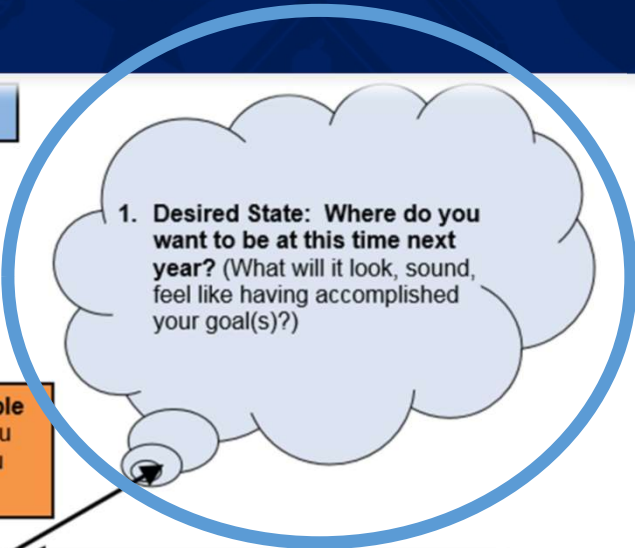 1. Desired State: Where do you
want to be at this time next
year? (What will it look, sound,
feel like having accomplished
your goal(s)?)